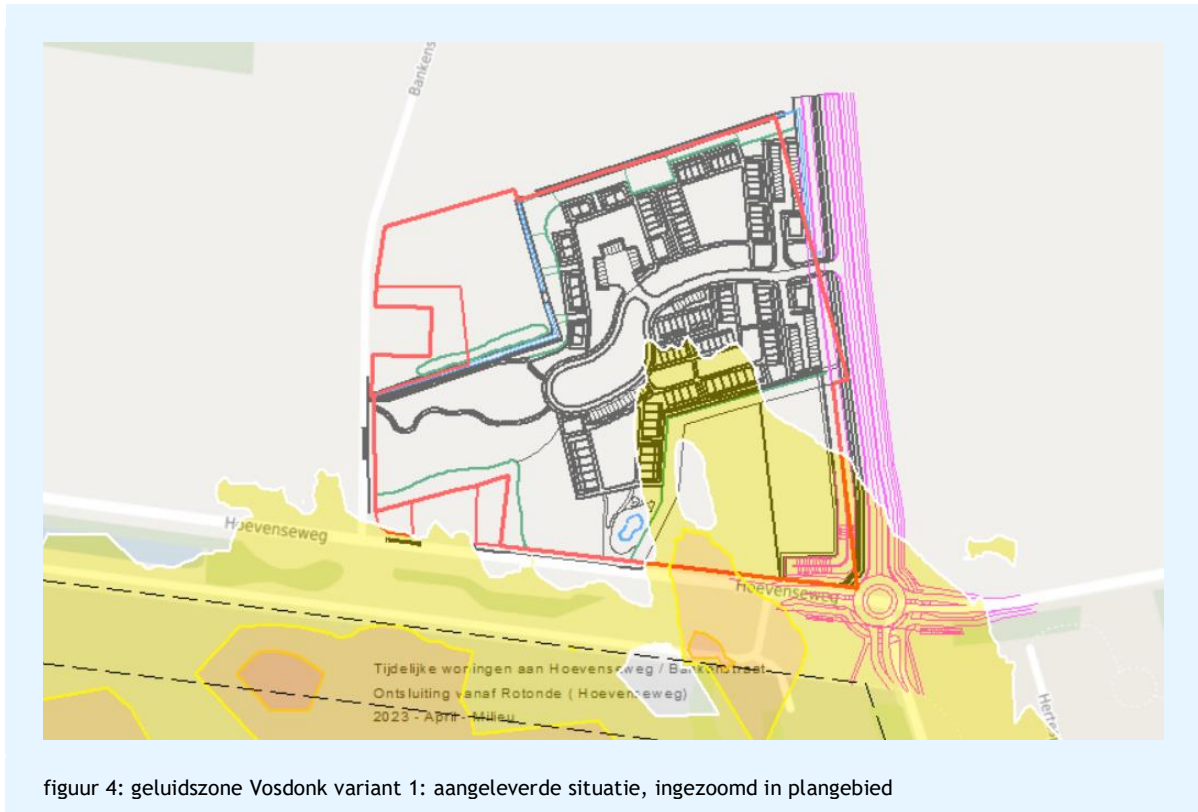 Bankens
Hoevenseweg
Hoevenseweg
Tijdelijke woningen aan Hoevenseweg / Bankenstraat
Ontsluiting vanaf Rotonde ( Hoevenseweg)
2023 - April - Milieu
figuur 4: geluidszone Vosdonk variant 1: aangeleverde situatie, ingezoomd in plangebied